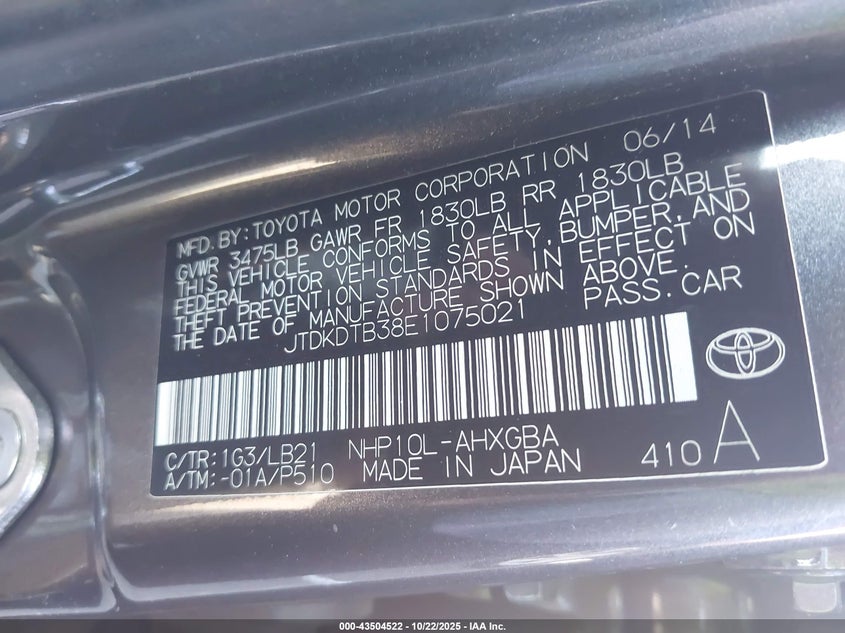 MFD. BY: TOYOTA MOTOR CORPORATION 06/14
GVWR 3475LB GAWR FR 1830LB RR 1830LB
THIS VEHICLE CONFORMS TO ALL APPLICABLE
FEDERAL MOTOR VEHICLE SAFETY, BUMPER, AND
THEFT PREVENTION STANDARDS IN EFFECT ON
THE DATE OF MANUFACTURE SHOWN ABOVE.
JTDKDTB38E1075021 PASS. CAR
C/TR: 1G3/LB21 NHP10L-AHXGBA
A/TM: -01A/P510 MADE IN JAPAN 410 A
000-43504522 - 10/22/2025 - IAA Inc.